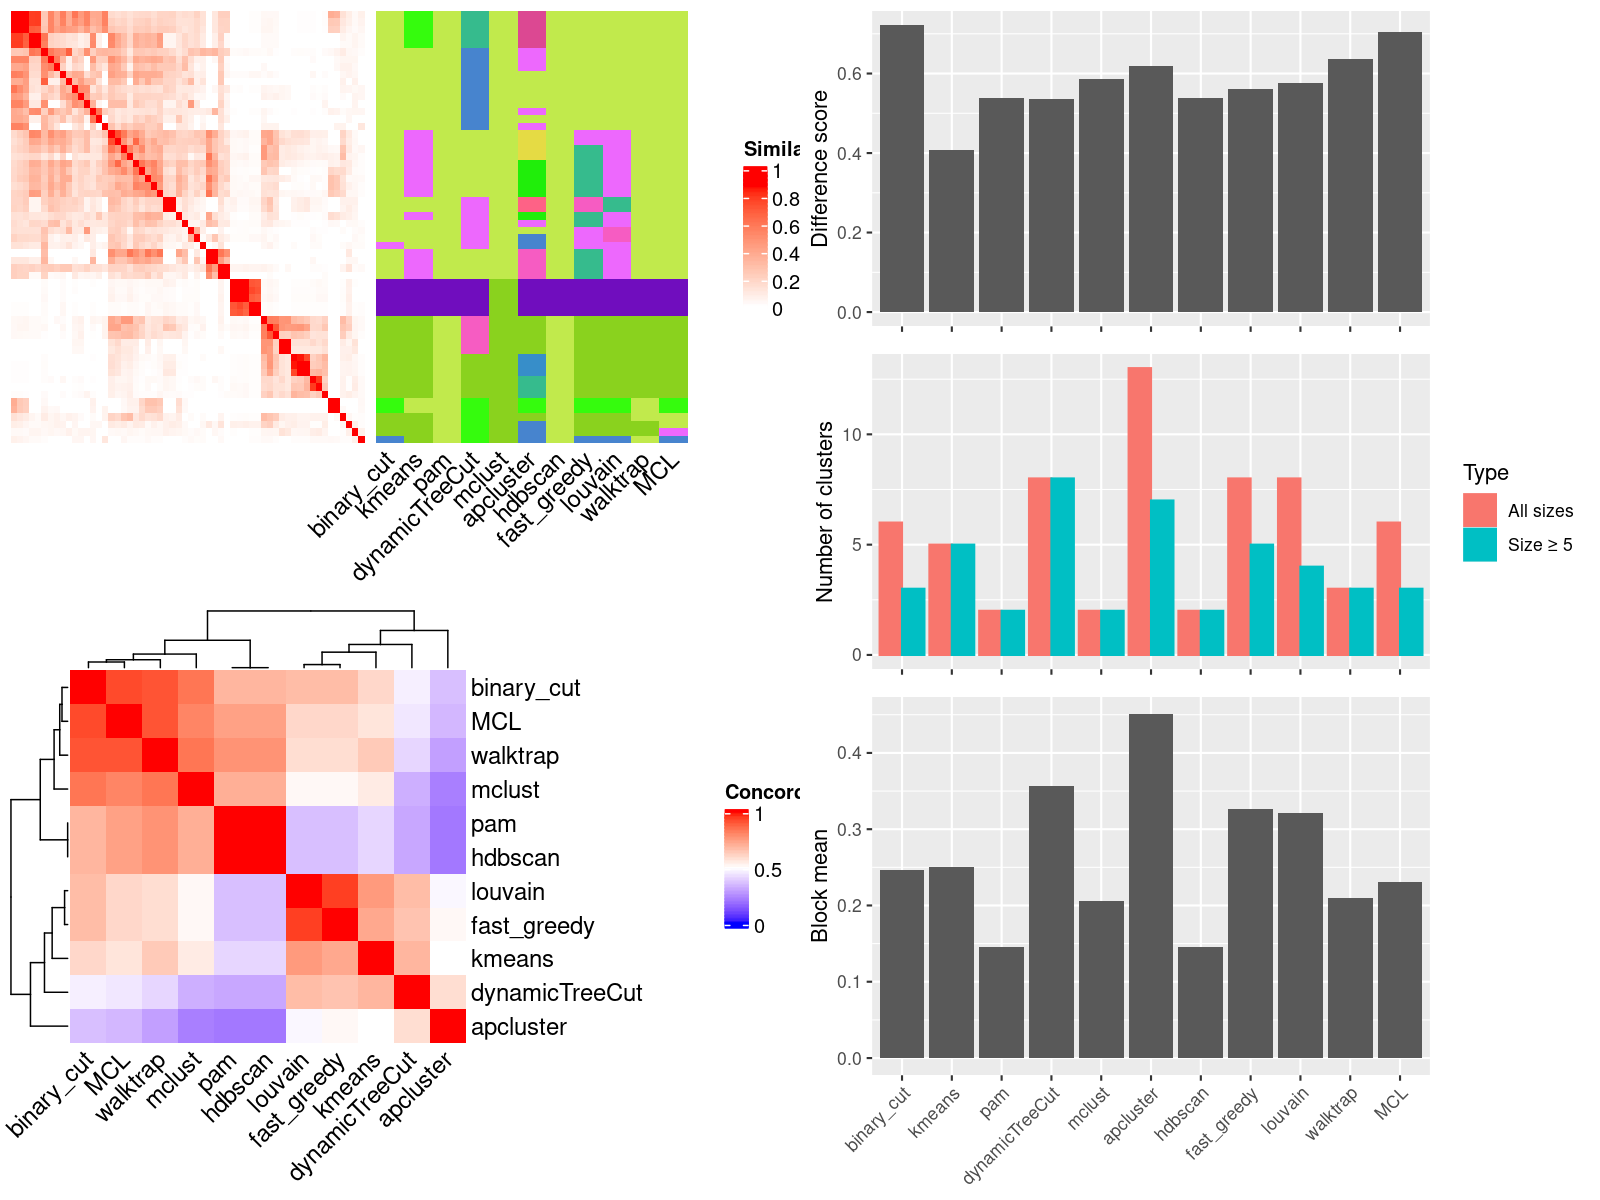 Simila
1
0.8
0.6
0.4
0.2
0
binary_cut
kmeans
pam
dynamicTreeCut
mclust
apcluster
hdbscan
fast_greedy
louvain
walktrap
MCL
binary_cut
MCL
walktrap
mclust
pam
hdbscan
louvain
fast_greedy
kmeans
dynamicTreeCut
apcluster
binary_cut
MCL
walktrap
mclust
pam
hdbscan
louvain
fast_greedy
kmeans
dynamicTreeCut
apcluster
Concord
1
0.5
0
Difference score
0.6
0.4
0.2
0.0
Number of clusters
10
5
0
Type
All sizes
Size ≥ 5
Block mean
0.4
0.3
0.2
0.1
0.0
binary_cut
kmeans
pam
dynamicTreeCut
mclust
apcluster
hdbscan
fast_greedy
louvain
walktrap
MCL